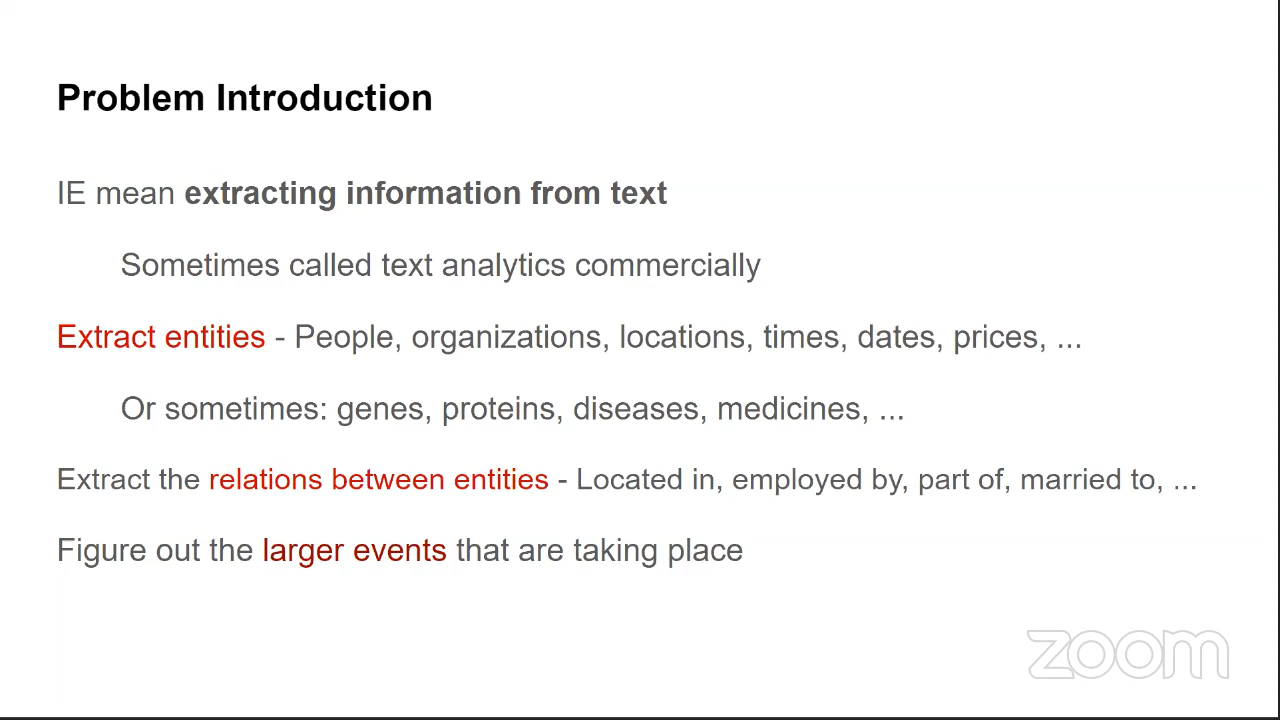 Problem Introduction
IE mean extracting information from text
Sometimes called text analytics commercially
Extract entities - People, organizations, locations, times, dates, prices, ...
Or sometimes: genes, proteins, diseases, medicines, ...
Extract the relations between entities - Located in, employed by, part of, married to, ...
Figure out the larger events that are taking place
zoom